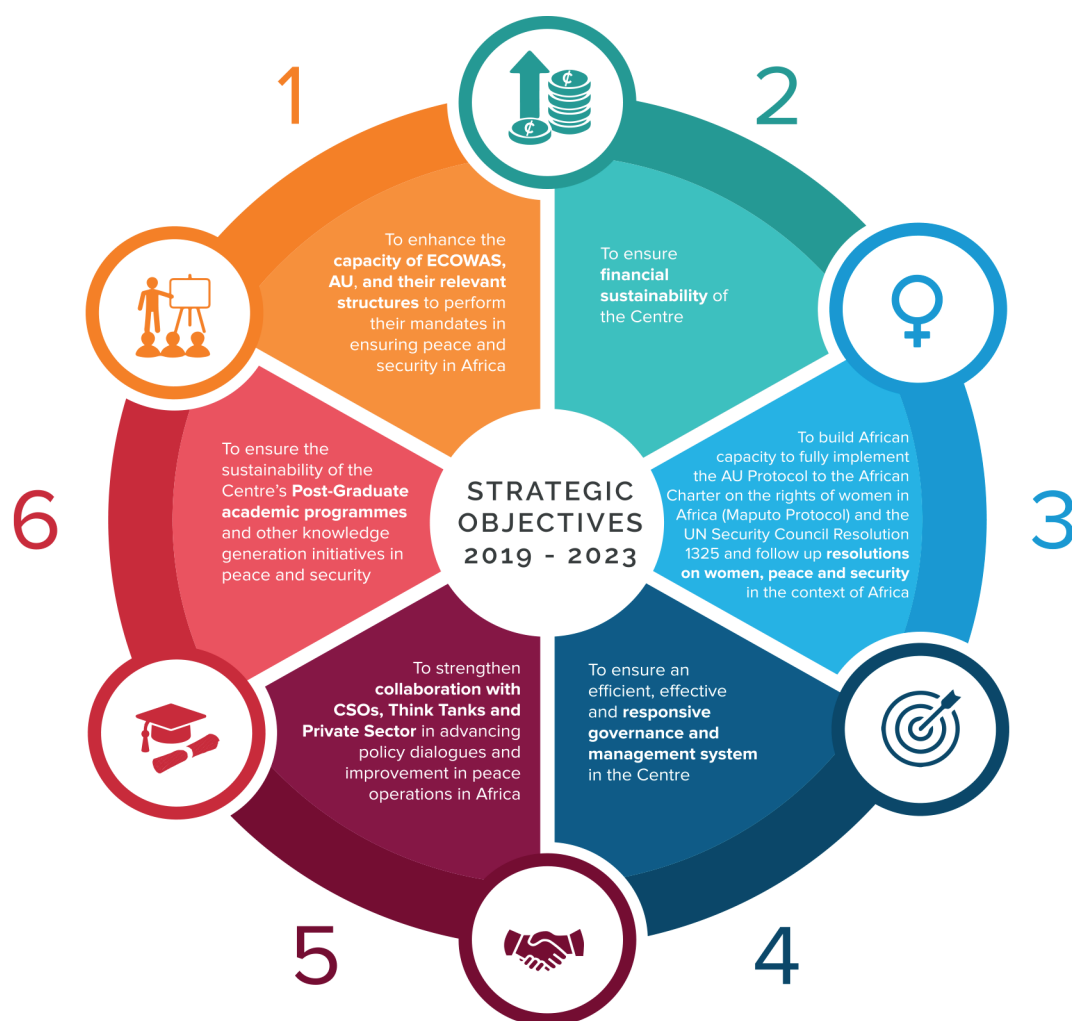 STRATEGIC
OBJECTIVES
2019 - 2023
1
To enhance the
capacity of ECOWAS,
AU, and their relevant
structures to perform
their mandates in
ensuring peace and
security in Africa
2
¢
¢
To ensure
financial
sustainability of
the Centre
3
To build African
capacity to fully implement
the AU Protocol to the African
Charter on the rights of women in
Africa (Maputo Protocol) and the
UN Security Council Resolution
1325 and follow up resolutions
on women, peace and security
in the context of Africa
4
To ensure an
efficient, effective
and responsive
governance and
management system
in the Centre
5
To strengthen
collaboration with
CSOs, Think Tanks and
Private Sector in advancing
policy dialogues and
improvement in peace
operations in Africa
6
To ensure the
sustainability of the
Centre’s Post-Graduate
academic programmes
and other knowledge
generation initiatives in
peace and security